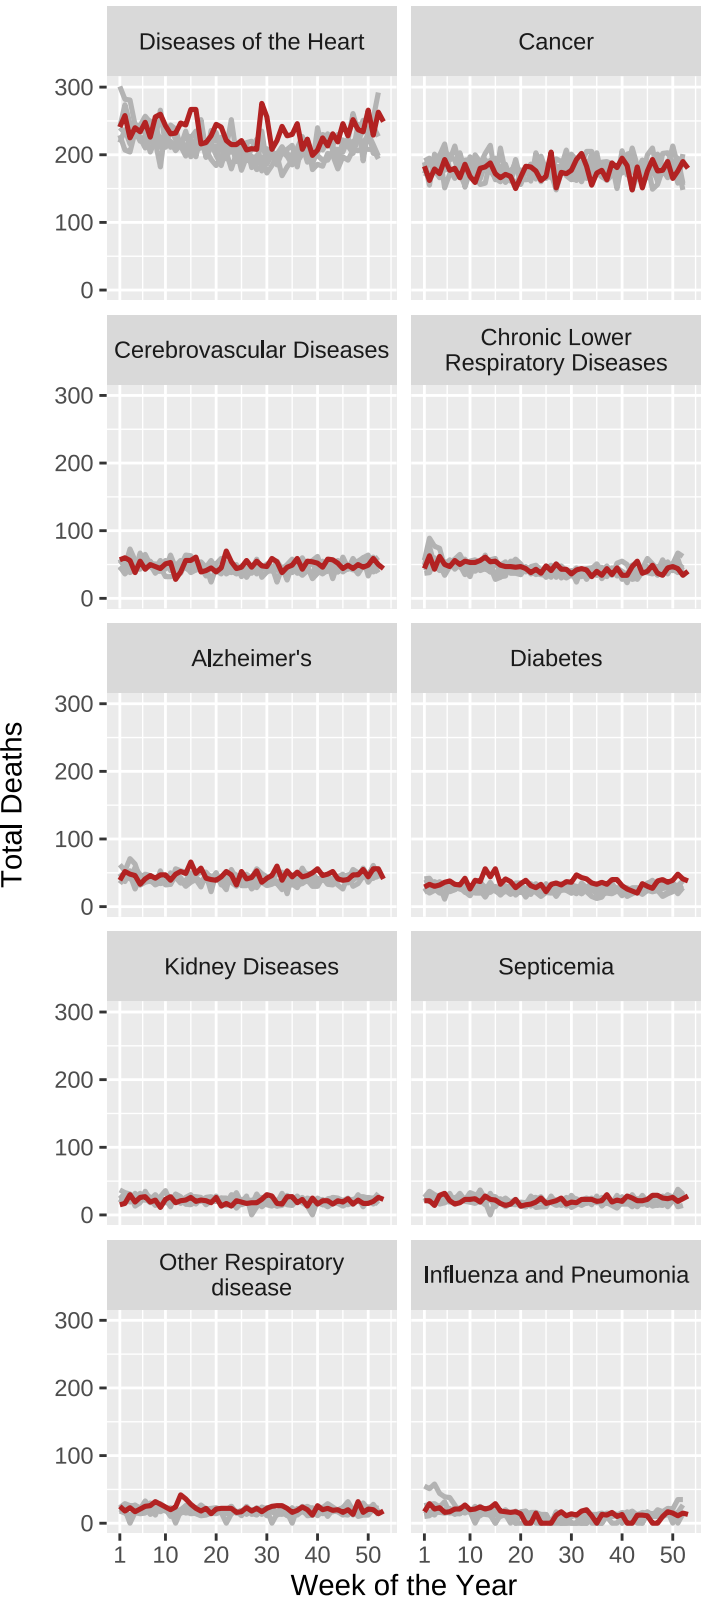 Diseases of the Heart
Cancer
300
200
100
0
Cerebrovascular Diseases
Chronic Lower
Respiratory Diseases
300
200
100
0
Alzheimer's
Diabetes
300
200
100
0
Total Deaths
Kidney Diseases
Septicemia
300
200
100
0
Other Respiratory
disease
Influenza and Pneumonia
300
200
100
0
1 10 20 30 40 50
1 10 20 30 40 50
Week of the Year